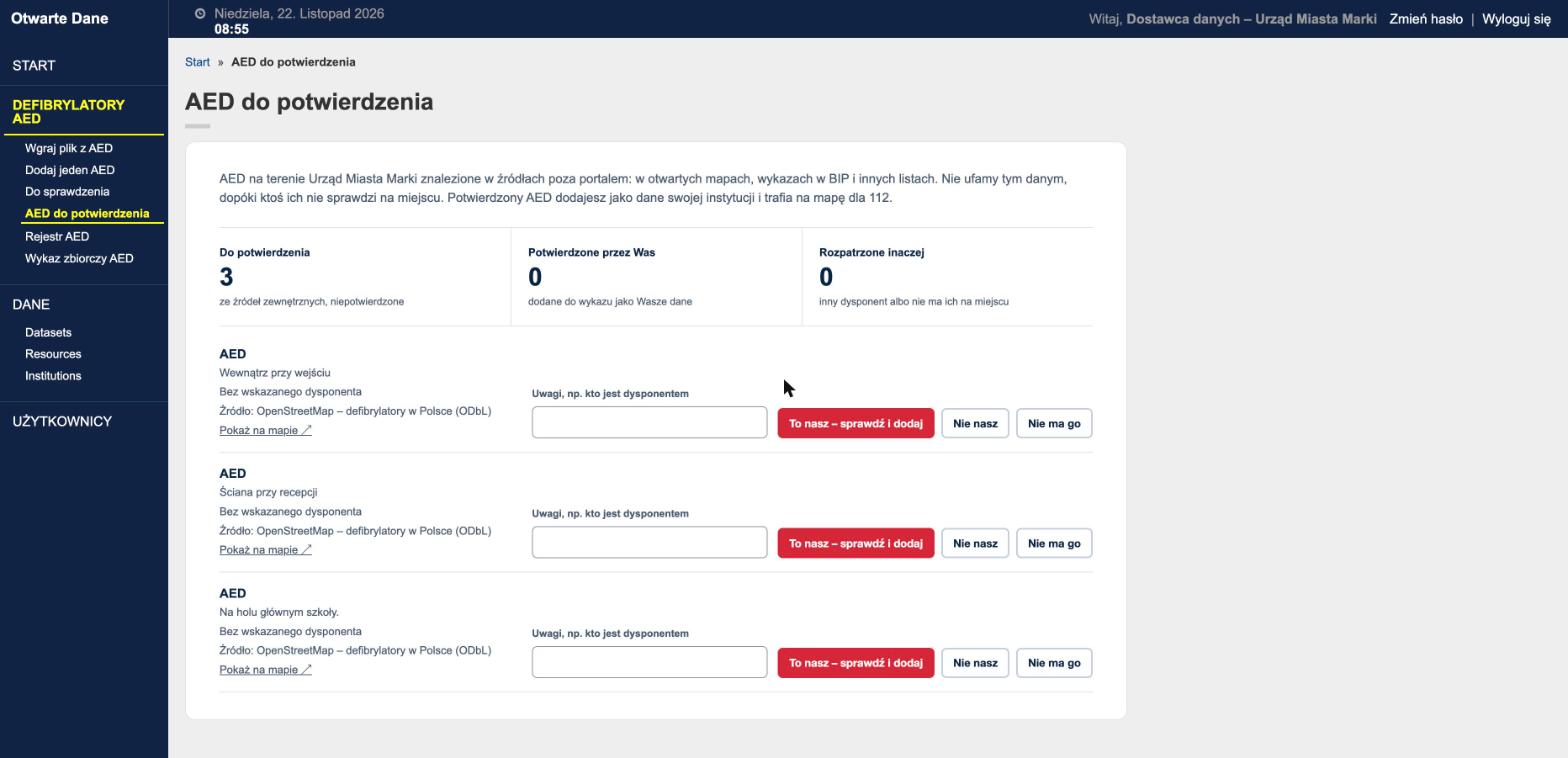 Otwarte Dane
Niedziela, 22. Listopad 2026
08:55
Witaj, Dostawca danych – Urząd Miasta Marki Zmień hasło | Wyloguj się
START
DEFIBRYLATORY
AED
Wgraj plik z AED
Dodaj jeden AED
Do sprawdzenia
AED do potwierdzenia
Rejestr AED
Wykaz zbiorczy AED
DANE
Datasets
Resources
Institutions
UŻYTKOWNICY
Start » AED do potwierdzenia
AED do potwierdzenia
AED na terenie Urząd Miasta Marki znalezione w źródłach poza portalem: w otwartych mapach, wykazach w BIP i innych listach. Nie ufamy tym danym,
dopóki ktoś ich nie sprawdzi na miejscu. Potwierdzony AED dodajesz jako dane swojej instytucji i trafia na mapę dla 112.
Do potwierdzenia
3
ze źródeł zewnętrznych, niepotwierdzone
Potwierdzone przez Was
0
dodane do wykazu jako Wasze dane
Rozpatrzone inaczej
0
inny dysponent albo nie ma ich na miejscu
AED
Wewnątrz przy wejściu
Bez wskazanego dysponenta
Źródło: OpenStreetMap – defibrylatory w Polsce (ODbL)
Pokaż na mapie
Uwagi, np. kto jest dysponentem
To nasz – sprawdź i dodaj Nie nasz Nie ma go
AED
Ściana przy recepcji
Bez wskazanego dysponenta
Źródło: OpenStreetMap – defibrylatory w Polsce (ODbL)
Pokaż na mapie
Uwagi, np. kto jest dysponentem
To nasz – sprawdź i dodaj Nie nasz Nie ma go
AED
Na holu głównym szkoły.
Bez wskazanego dysponenta
Źródło: OpenStreetMap – defibrylatory w Polsce (ODbL)
Pokaż na mapie
Uwagi, np. kto jest dysponentem
To nasz – sprawdź i dodaj Nie nasz Nie ma go